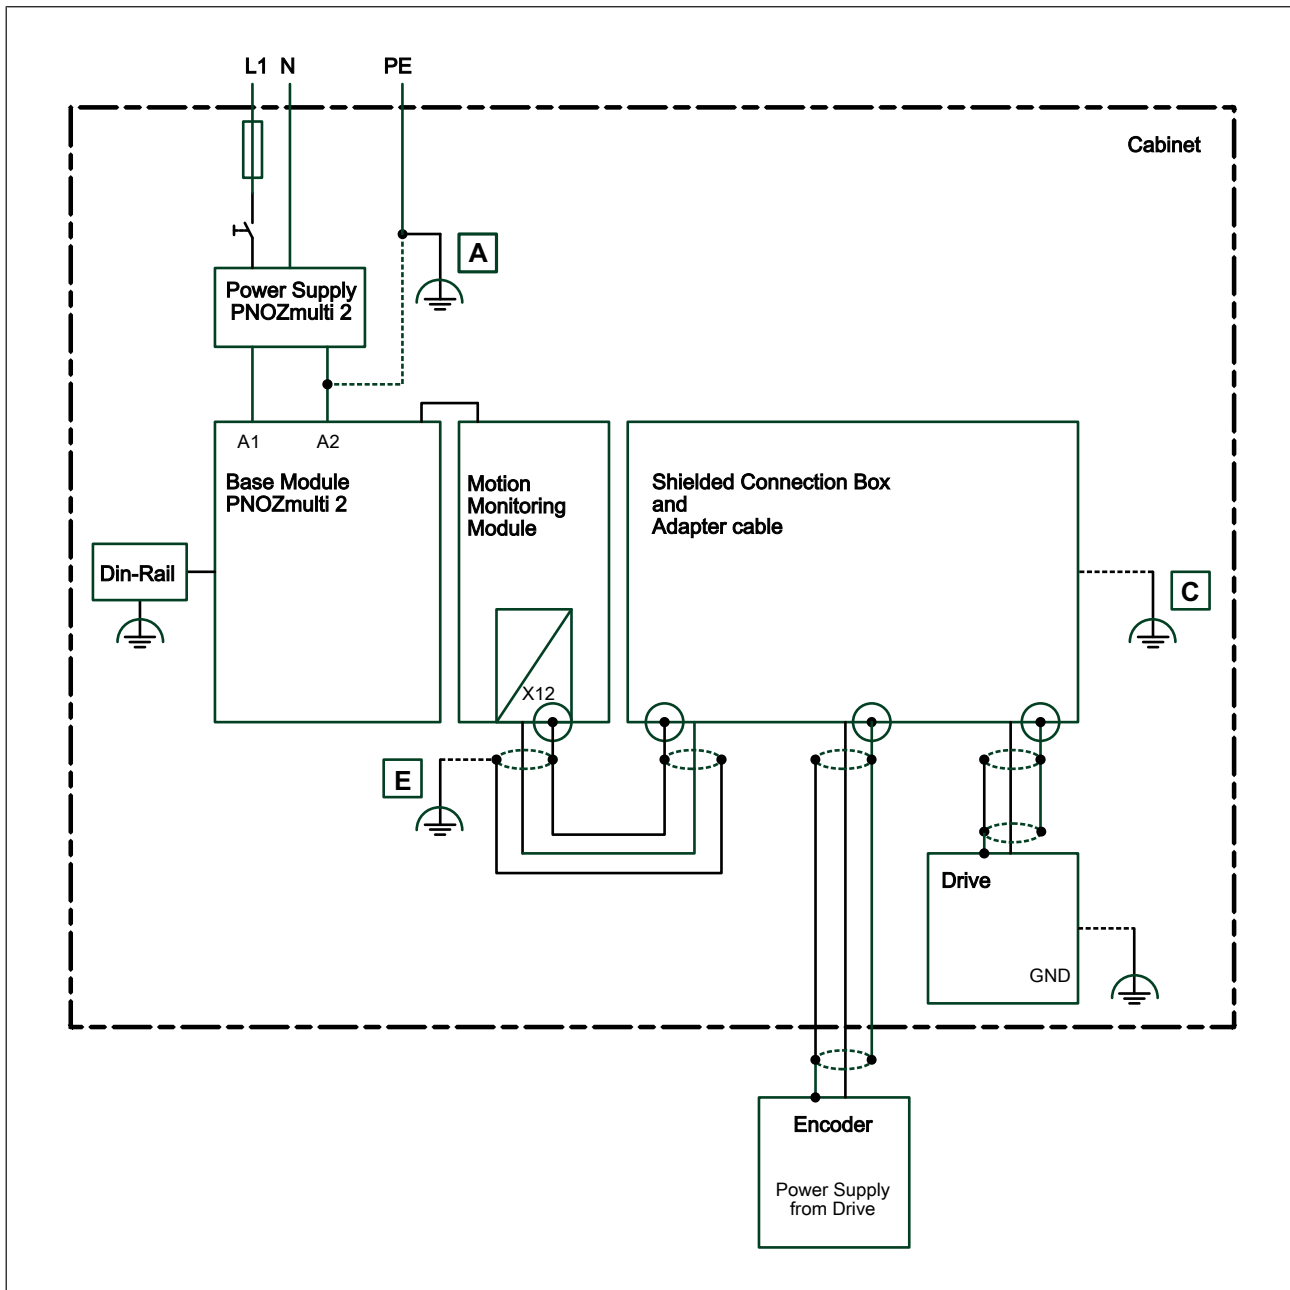 L1 N PE
Cabinet
A
Power Supply
PNOZmulti 2
A1 A2
Base Module
PNOZmulti 2
Motion
Monitoring
Module
Shielded Connection Box
and
Adapter cable
Din-Rail
C
X12
E
Drive
GND
Encoder
Power Supply
from Drive